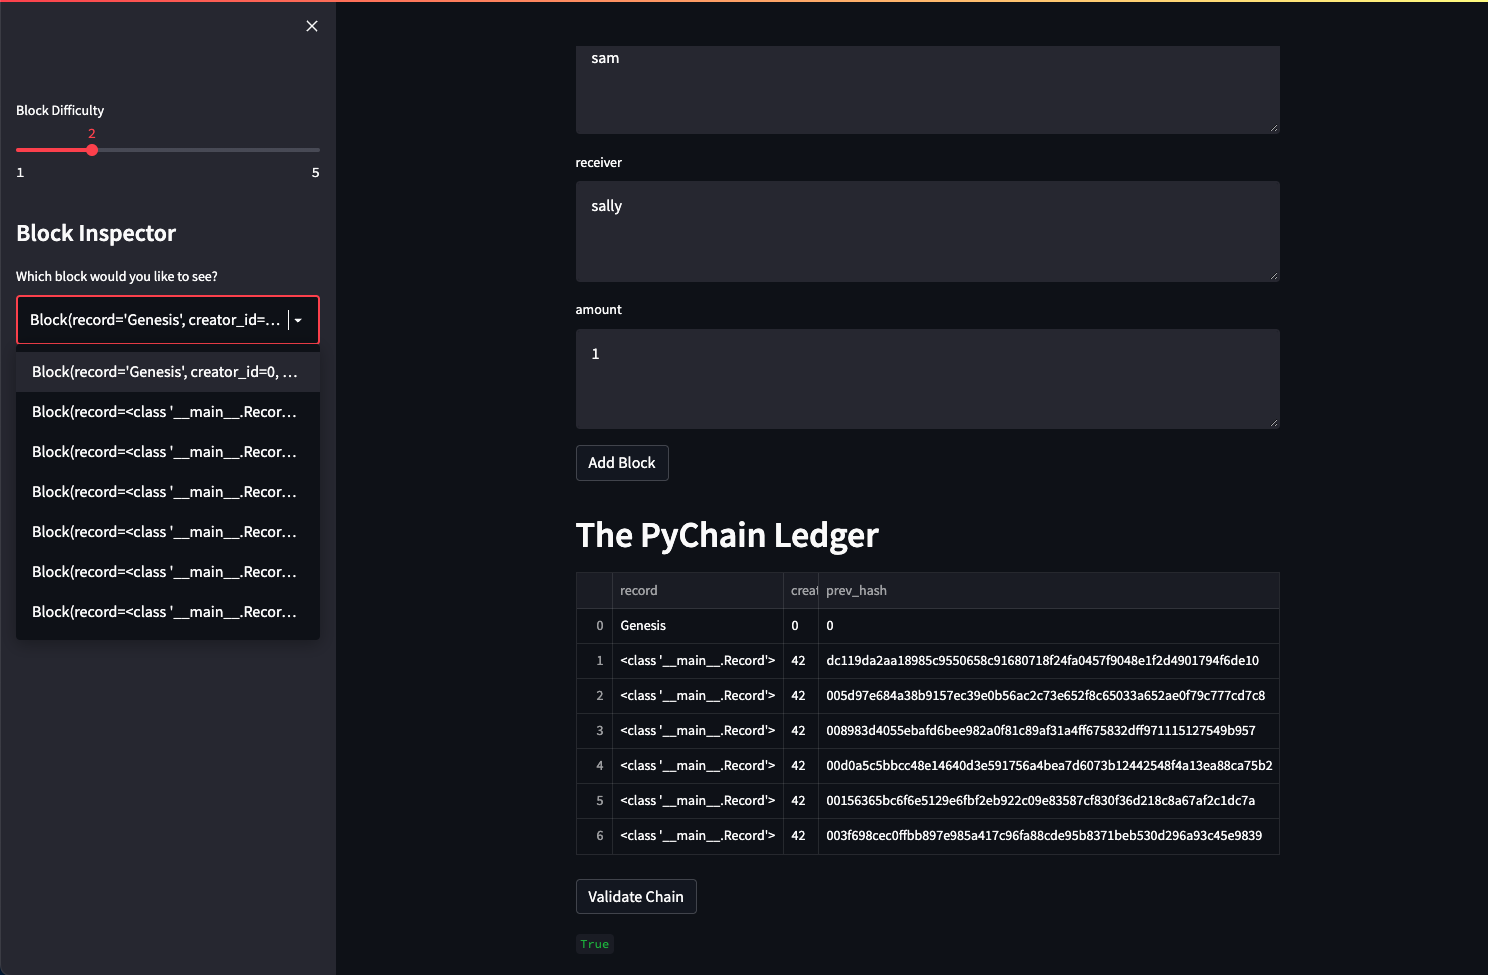 Block Difficulty
2
1 5
Block Inspector
Which block would you like to see?
Block(record='Genesis', creator_id=...
Block(record='Genesis', creator_id=0, ...
Block(record=<class '__main__.Recor...
Block(record=<class '__main__.Recor...
Block(record=<class '__main__.Recor...
Block(record=<class '__main__.Recor...
Block(record=<class '__main__.Recor...
Block(record=<class '__main__.Recor...
sam
receiver
sally
amount
1
Add Block
The PyChain Ledger
record creat prev_hash
0 Genesis 0 0
1 <class '__main__.Record'> 42 dc119da2aa18985c9550658c91680718f24fa0457f9048e1f2d4901794f6de10
2 <class '__main__.Record'> 42 005d97e684a38b9157ec39e0b56ac2c73e652f8c65033a652ae0f79c777cd7c8
3 <class '__main__.Record'> 42 008983d4055ebafd6bee982a0f81c89af31a4ff675832dff971115127549b957
4 <class '__main__.Record'> 42 00d0a5c5bbcc48e14640d3e591756a4bea7d6073b12442548f4a13ea88ca75b2
5 <class '__main__.Record'> 42 00156365bc6f6e5129e6fbf2eb922c09e83587cf830f36d218c8a67af2c1dc7a
6 <class '__main__.Record'> 42 003f698cec0ffbb897e985a417c96fa88cde95b8371beb530d296a93c45e9839
Validate Chain
True